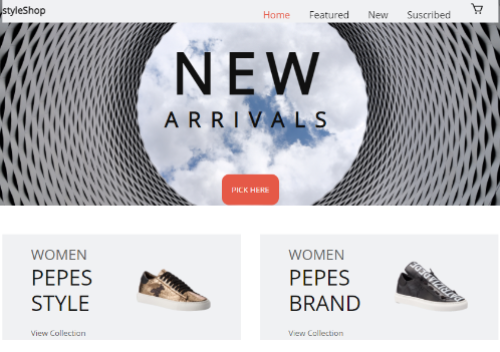 styleShop
Home Featured New Suscribed
NEW
ARRIVALS
PICK HERE
WOMEN
PEPES
STYLE
View Collection
WOMEN
PEPES
BRAND
View Collection